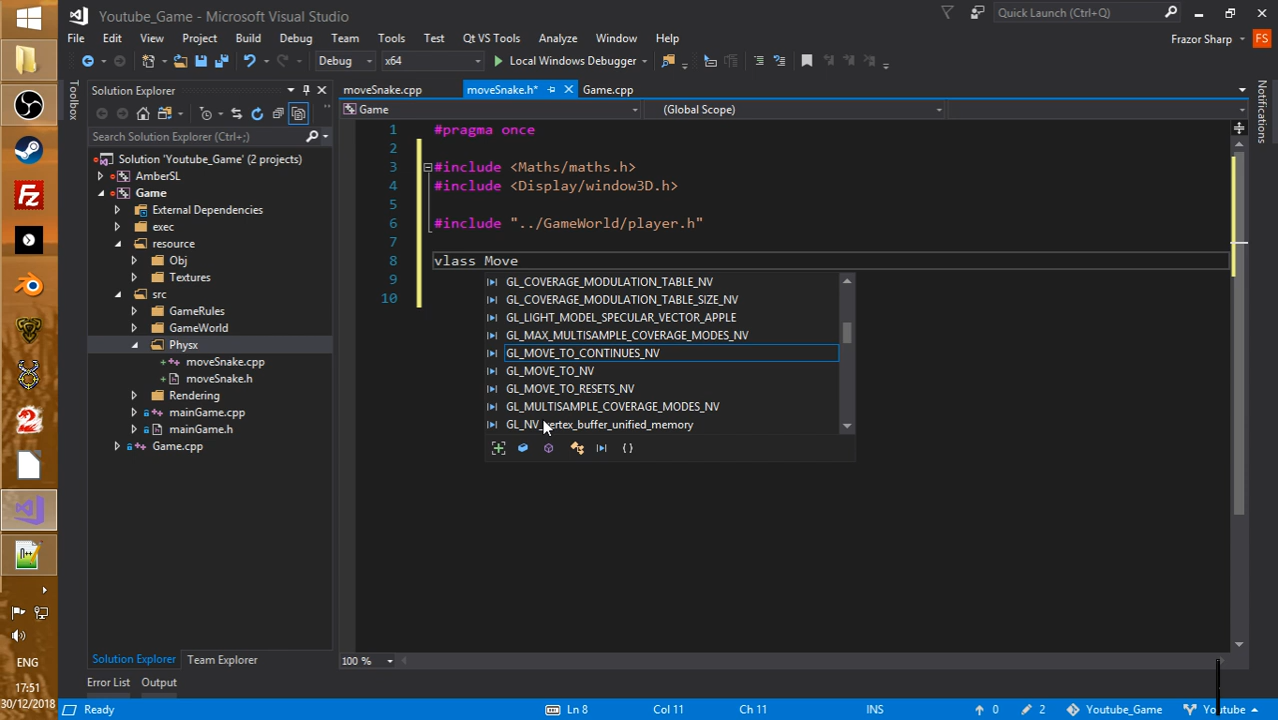 Youtube_Game - Microsoft Visual Studio
Quick Launch (Ctrl+Q)
File Edit View Project Build Debug Team Tools Test Qt VS Tools Analyze Window Help
Frazor Sharp FS
Debug x64 Local Windows Debugger
Toolbox
Solution Explorer
Search Solution Explorer (Ctrl+;)
Solution 'Youtube_Game' (2 projects)
AmberSL
Game
External Dependencies
exec
resource
Obj
Textures
src
GameRules
GameWorld
Physx
moveSnake.cpp
moveSnake.h
Rendering
mainGame.cpp
mainGame.h
Game.cpp
Solution Explorer Team Explorer
moveSnake.cpp moveSnake.h* Game.cpp
Game (Global Scope)
1 #pragma once
2
3 #include <Maths/maths.h>
4 #include <Display/window3D.h>
5
6 #include "../GameWorld/player.h"
7
8 vlass Move
9
10
GL_COVERAGE_MODULATION_TABLE_NV
GL_COVERAGE_MODULATION_TABLE_SIZE_NV
GL_LIGHT_MODEL_SPECULAR_VECTOR_APPLE
GL_MAX_MULTISAMPLE_COVERAGE_MODES_NV
GL_MOVE_TO_CONTINUES_NV
GL_MOVE_TO_NV
GL_MOVE_TO_RESETS_NV
GL_MULTISAMPLE_COVERAGE_MODES_NV
GL_NV_vertex_buffer_unified_memory
{ }
100 %
Notifications
Error List Output
Ready Ln 8 Col 11 Ch 11 INS 0 2 Youtube_Game Youtube
ENG
17:51
30/12/2018